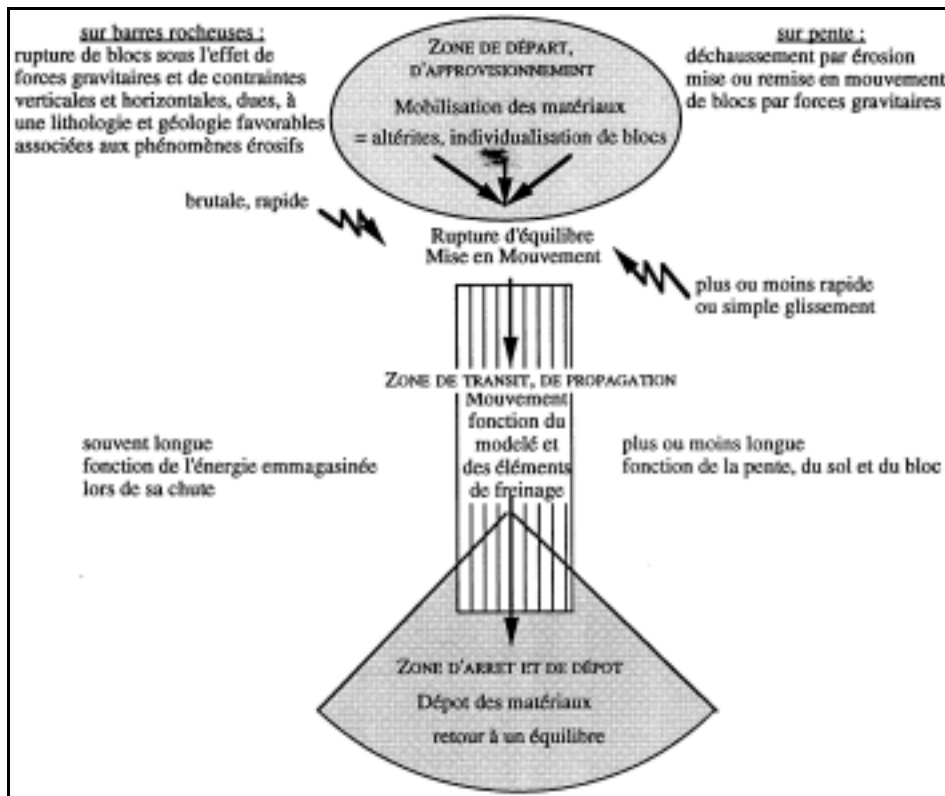 sur barres rocheuses :
rupture de blocs sous l'effet de
forces gravitaires et de contraintes
verticales et horizontales, dues, à
une lithologie et géologie favorables
associées aux phénomènes érosifs
ZONE DE DÉPART,
D'APPROVISIONNEMENT
Mobilisation des matériaux
= altérites, individualisation de blocs
sur pente :
déchaussement par érosion
mise ou remise en mouvement
de blocs par forces gravitaires
brutale, rapide
Rupture d'équilibre
Mise en Mouvement
plus ou moins rapide
ou simple glissement
ZONE DE TRANSIT, DE PROPAGATION
Mouvement
fonction du
modelé et
des éléments
de freinage
souvent longue
fonction de l'énergie emmagasinée
lors de sa chute
plus ou moins longue
fonction de la pente, du sol et du bloc
ZONE D'ARRET ET DE DÉPOT
Dépot des matériaux
retour à un équilibre